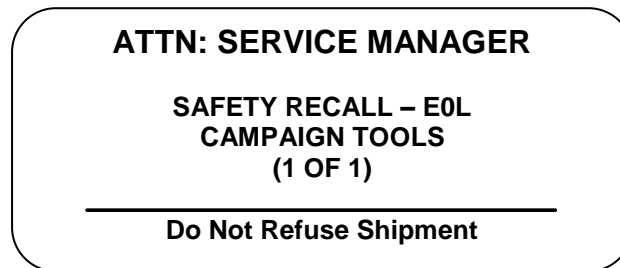 ATTN: SERVICE MANAGER
SAFETY RECALL – E0L
CAMPAIGN TOOLS
(1 OF 1)
Do Not Refuse Shipment